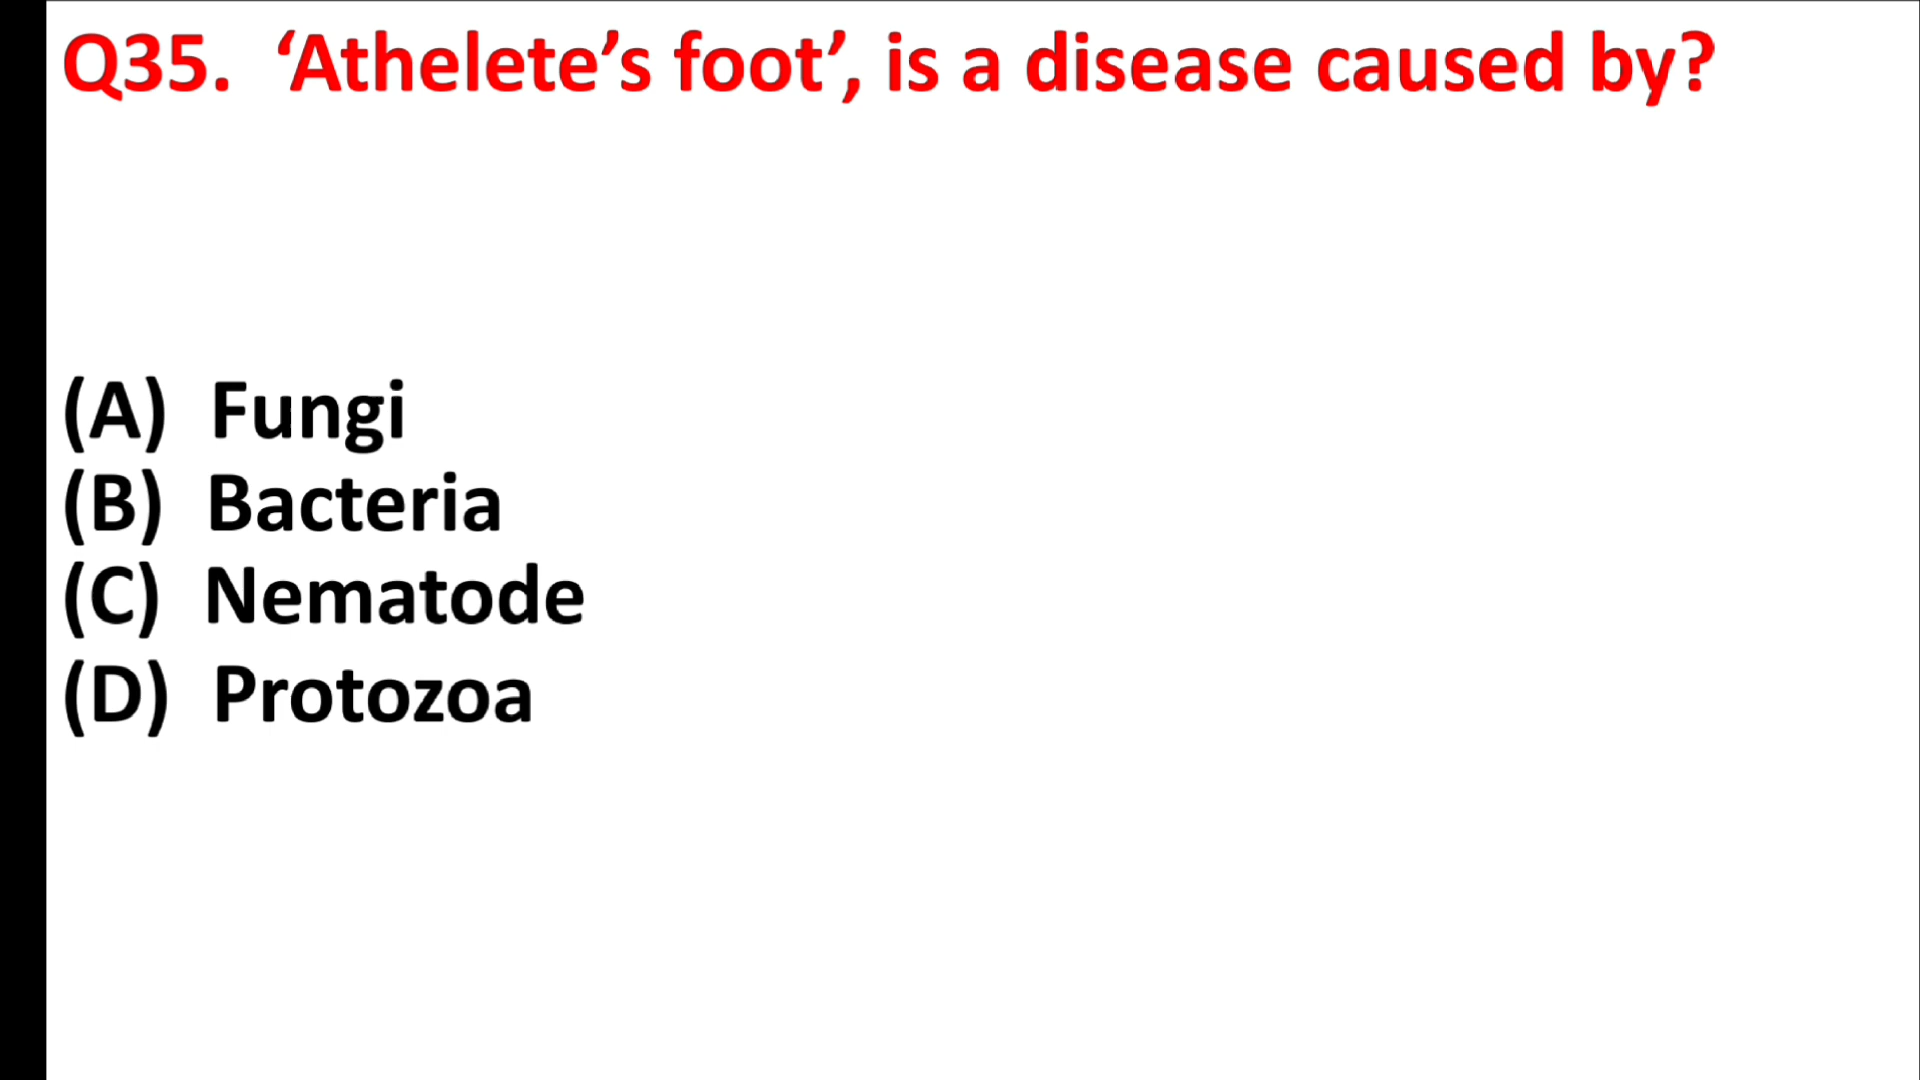 Q35. ‘Athelete’s foot’, is a disease caused by?
(A) Fungi
(B) Bacteria
(C) Nematode
(D) Protozoa